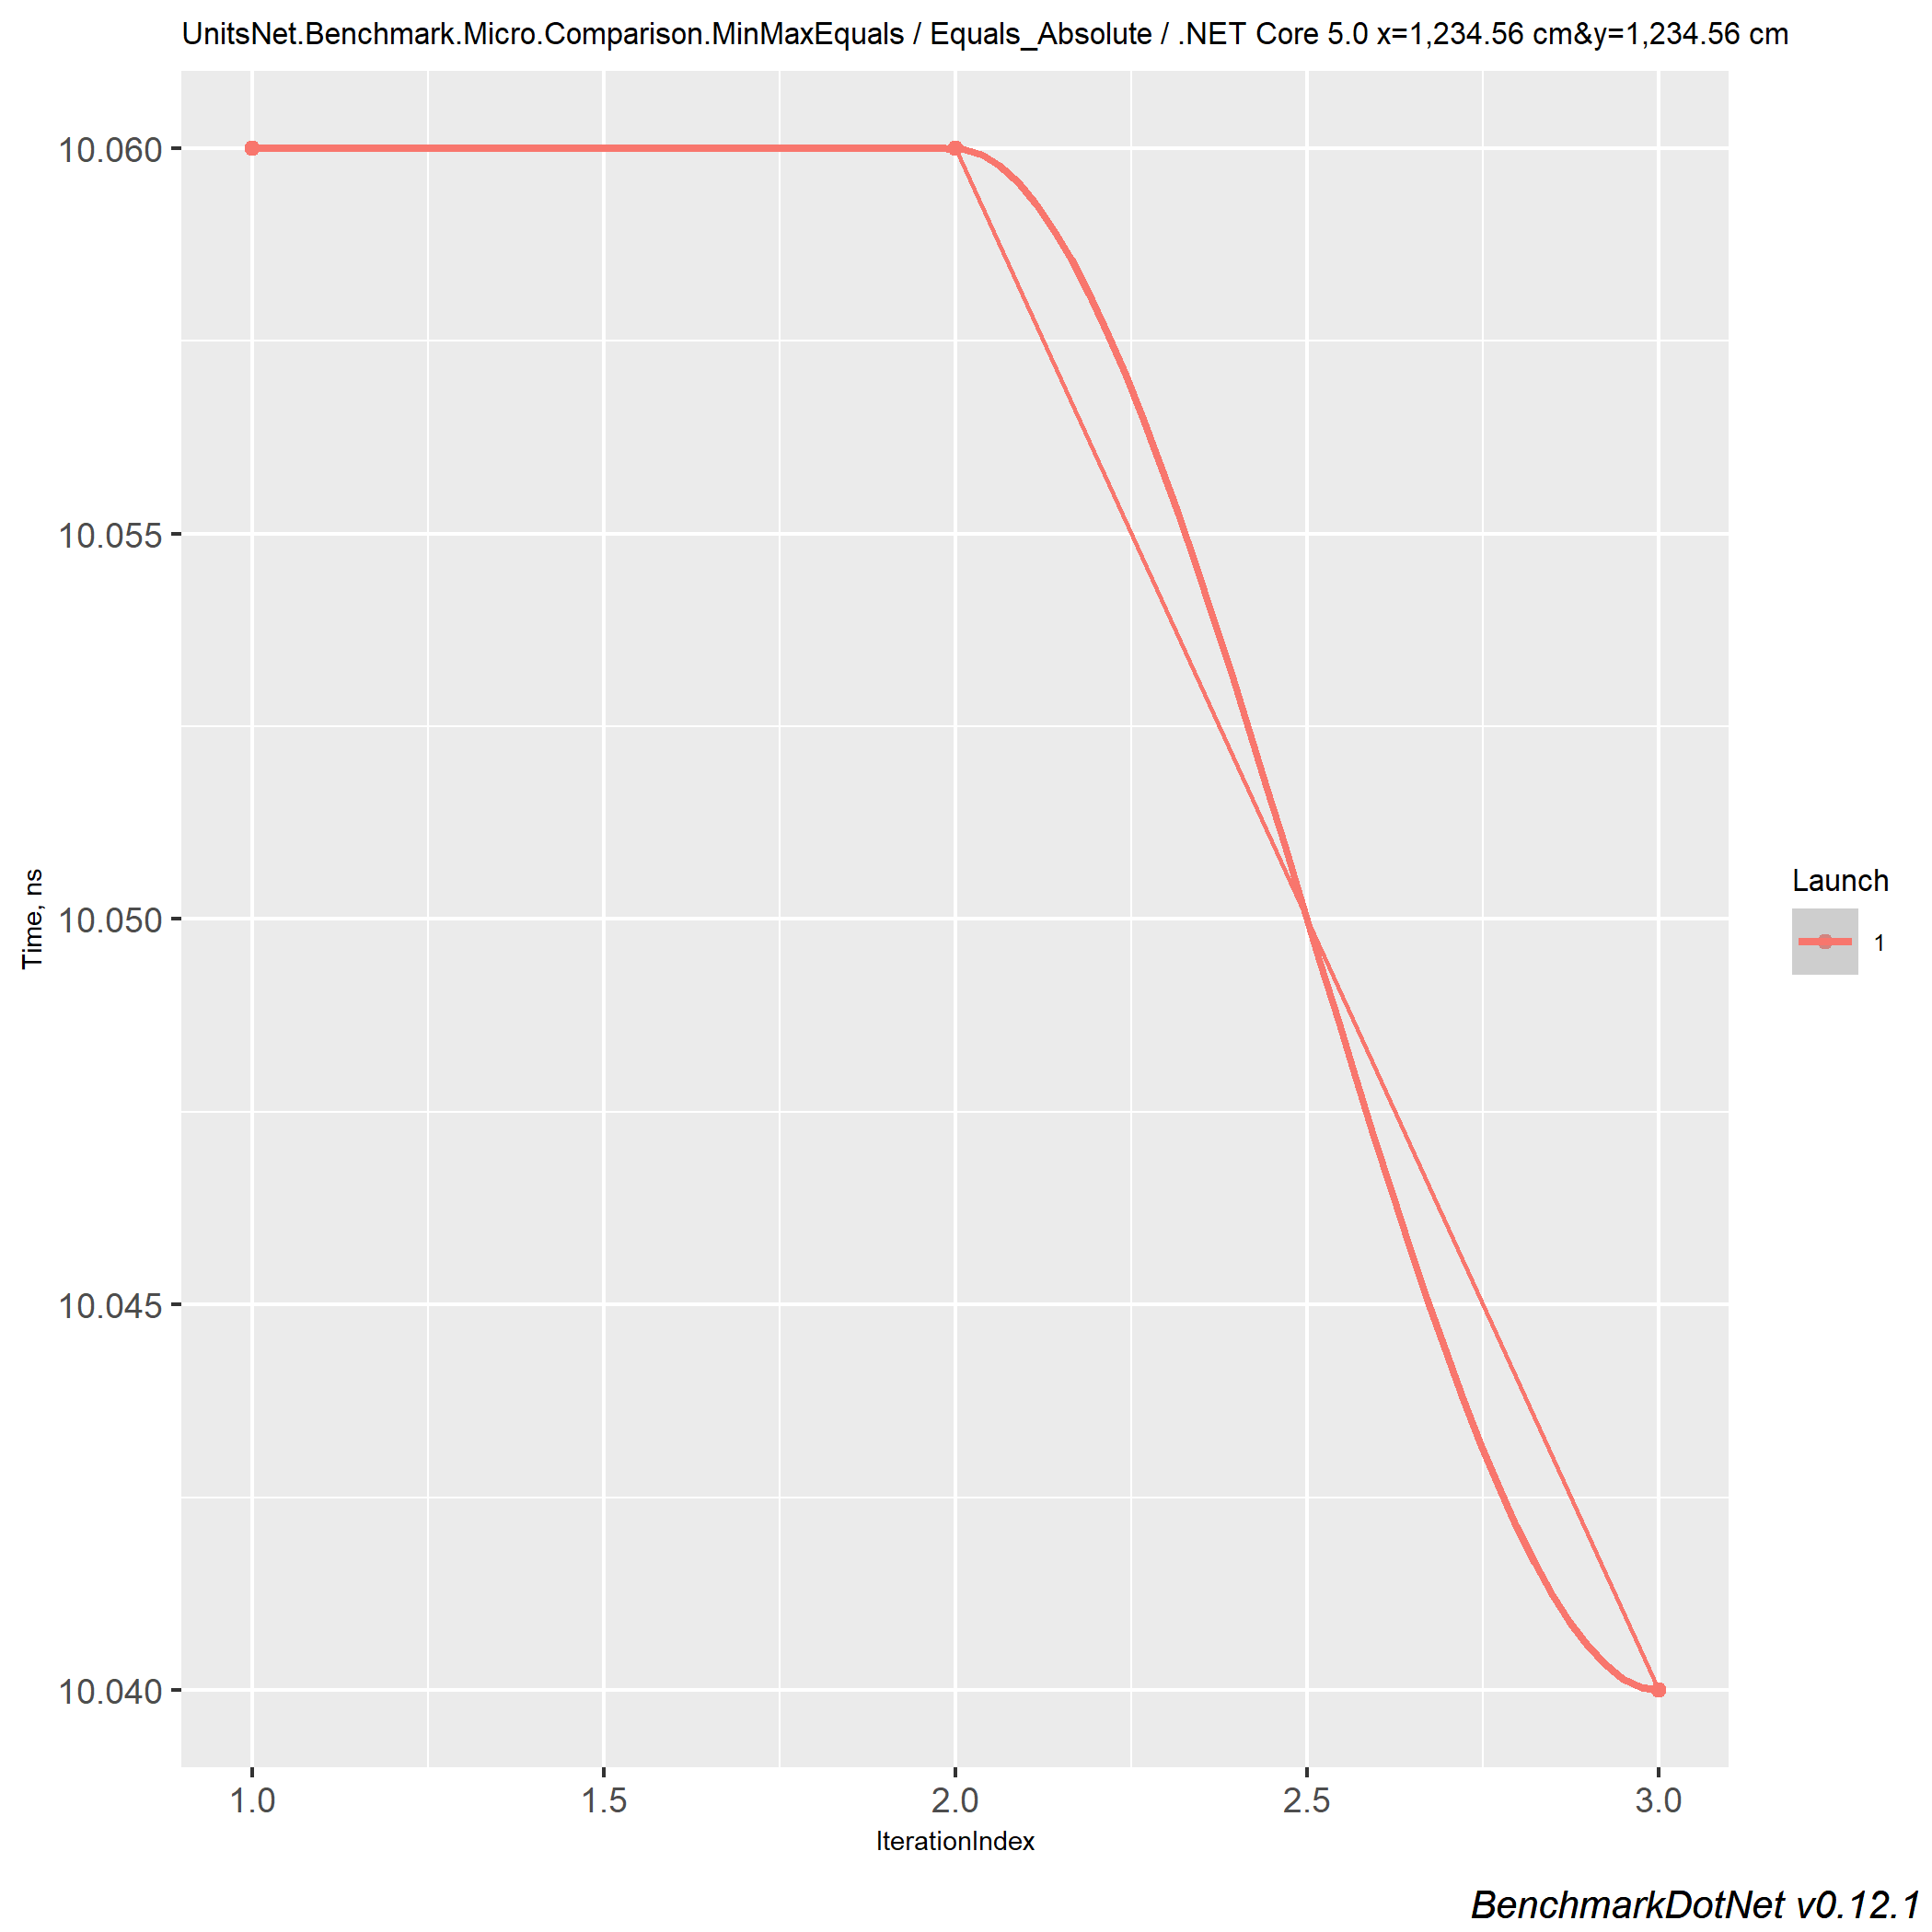 UnitsNet.Benchmark.Micro.Comparison.MinMaxEquals / Equals_Absolute / .NET Core 5.0 x=1,234.56 cm&y=1,234.56 cm
10.060
10.055
10.050
10.045
10.040
Time, ns
1.0 1.5 2.0 2.5 3.0
IterationIndex
Launch
1
BenchmarkDotNet v0.12.1